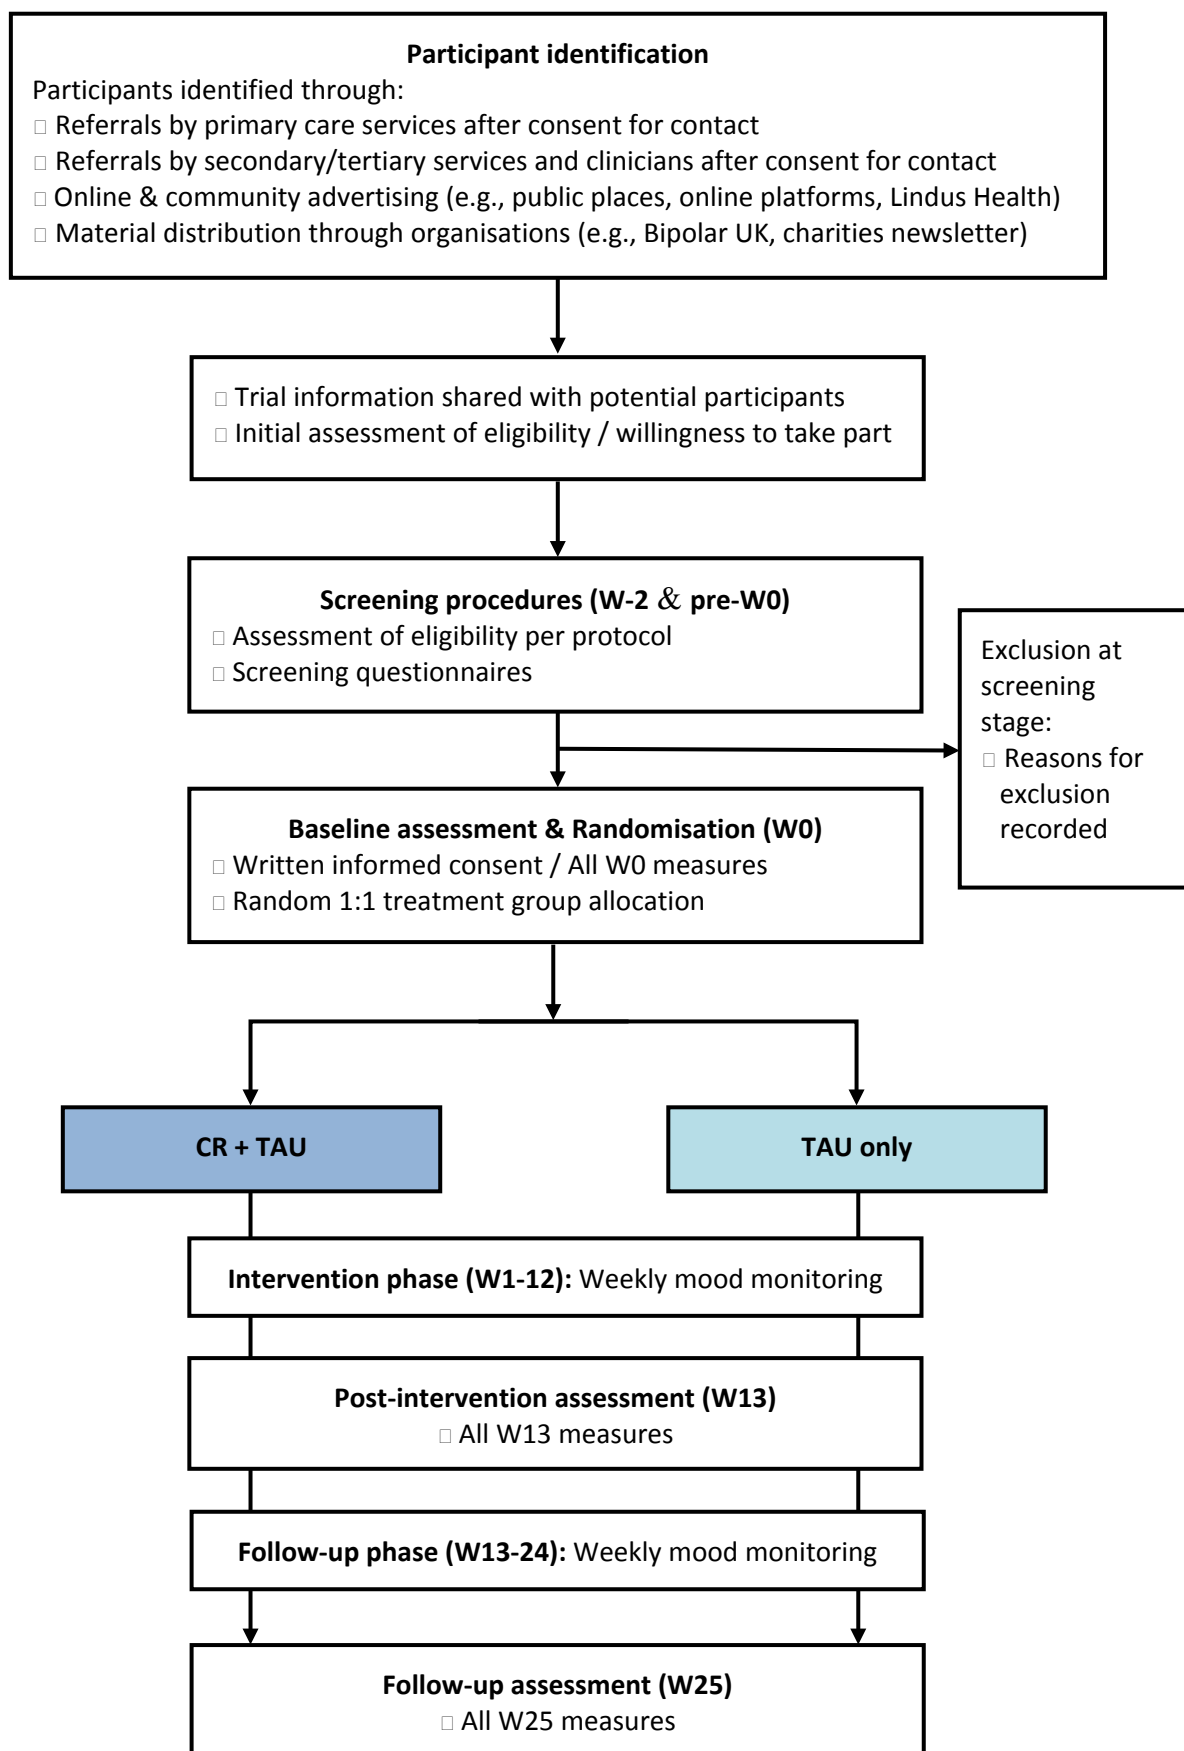 Participant identification
Participants identified through:
□ Referrals by primary care services after consent for contact
□ Referrals by secondary/tertiary services and clinicians after consent for contact
□ Online & community advertising (e.g., public places, online platforms, Lindus Health)
□ Material distribution through organisations (e.g., Bipolar UK, charities newsletter)
□ Trial information shared with potential participants
□ Initial assessment of eligibility / willingness to take part
Screening procedures (W-2 & pre-W0)
□ Assessment of eligibility per protocol
□ Screening questionnaires
Exclusion at
screening
stage:
□ Reasons for
exclusion
recorded
Baseline assessment & Randomisation (W0)
□ Written informed consent / All W0 measures
□ Random 1:1 treatment group allocation
CR + TAU
TAU only
Intervention phase (W1-12): Weekly mood monitoring
Post-intervention assessment (W13)
□ All W13 measures
Follow-up phase (W13-24): Weekly mood monitoring
Follow-up assessment (W25)
□ All W25 measures